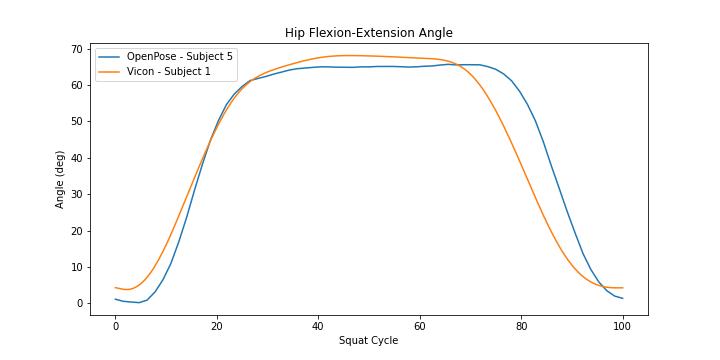 Hip Flexion-Extension Angle
OpenPose - Subject 5
Vicon - Subject 1
70
60
50
40
30
20
10
0
Angle (deg)
0 20 40 60 80 100
Squat Cycle